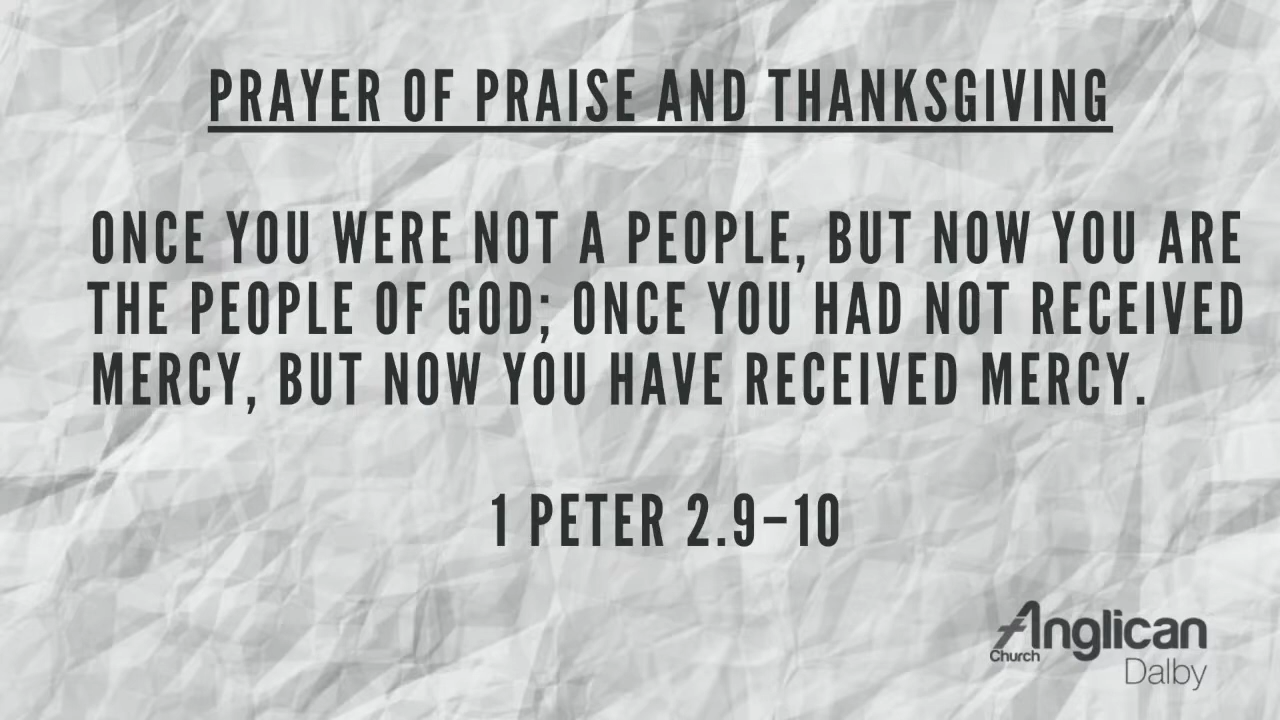 PRAYER OF PRAISE AND THANKSGIVING
ONCE YOU WERE NOT A PEOPLE, BUT NOW YOU ARE
THE PEOPLE OF GOD; ONCE YOU HAD NOT RECEIVED
MERCY, BUT NOW YOU HAVE RECEIVED MERCY.
1 PETER 2.9–10
Anglican
Church
Dalby